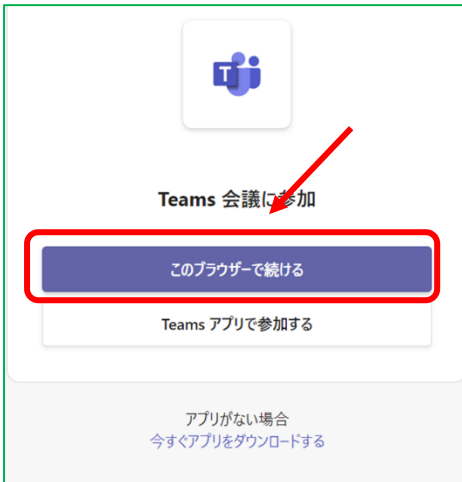 T
Teams 会議に参加
このブラウザーで続ける
Teams アプリで参加する
アプリがない場合
今すぐアプリをダウンロードする